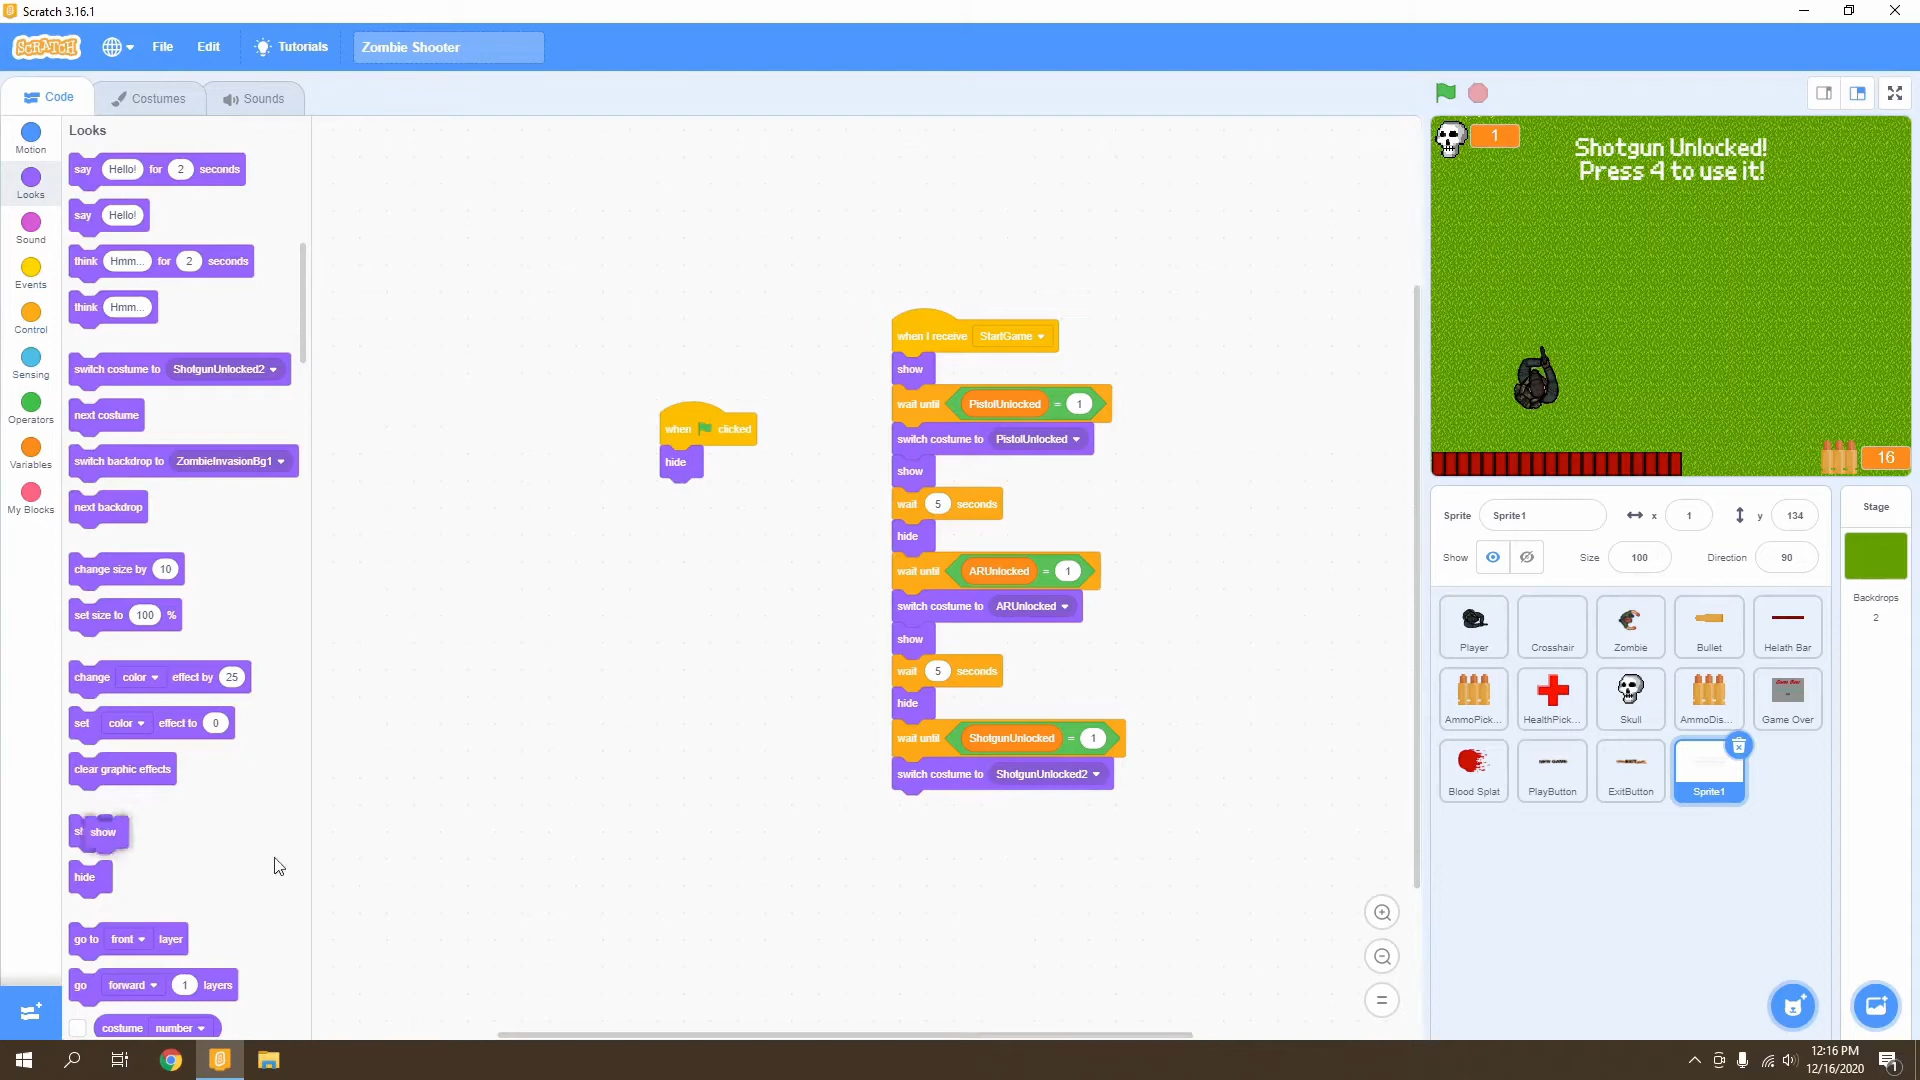 Scratch 3.16.1
SCRATCH
File
Edit
Tutorials
Zombie Shooter
Code
Costumes
Sounds
Motion
Looks
Sound
Events
Control
Sensing
Operators
Variables
My Blocks
Looks
say Hello! for 2 seconds
say Hello!
think Hmm... for 2 seconds
think Hmm...
switch costume to ShotgunUnlocked2
next costume
switch backdrop to ZombieInvasionBg1
next backdrop
change size by 10
set size to 100 %
change color effect by 25
set color effect to 0
clear graphic effects
show
hide
go to front layer
go forward 1 layers
costume number
when clicked
hide
when I receive StartGame
show
wait until PistolUnlocked = 1
switch costume to PistolUnlocked
show
wait 5 seconds
hide
wait until ARUnlocked = 1
switch costume to ARUnlocked
show
wait 5 seconds
hide
wait until ShotgunUnlocked = 1
switch costume to ShotgunUnlocked2
1
Shotgun Unlocked!
Press 4 to use it!
16
Sprite Sprite1 x 1 y 134
Show Size 100 Direction 90
Player
Crosshair
Zombie
Bullet
Helath Bar
AmmoPick...
HealthPick...
Skull
AmmoDis...
Game Over
Blood Splat
NEW GAME
PlayButton
ExitButton
Sprite1
Stage
Backdrops
2
12:16 PM
12/16/2020
1